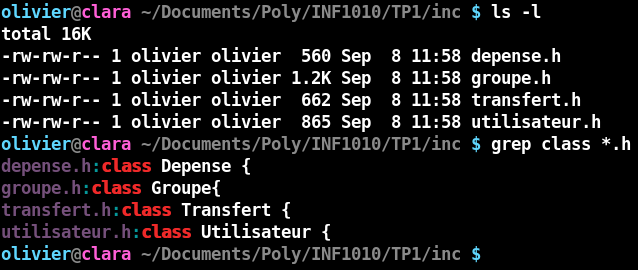 olivier@clara ~/Documents/Poly/INF1010/TP1/inc $ ls -l
total 16K
-rw-rw-r-- 1 olivier olivier  560 Sep  8 11:58 depense.h
-rw-rw-r-- 1 olivier olivier 1.2K Sep  8 11:58 groupe.h
-rw-rw-r-- 1 olivier olivier  662 Sep  8 11:58 transfert.h
-rw-rw-r-- 1 olivier olivier  865 Sep  8 11:58 utilisateur.h
olivier@clara ~/Documents/Poly/INF1010/TP1/inc $ grep class *.h
depense.h:class Depense {
groupe.h:class Groupe{
transfert.h:class Transfert {
utilisateur.h:class Utilisateur {
olivier@clara ~/Documents/Poly/INF1010/TP1/inc $